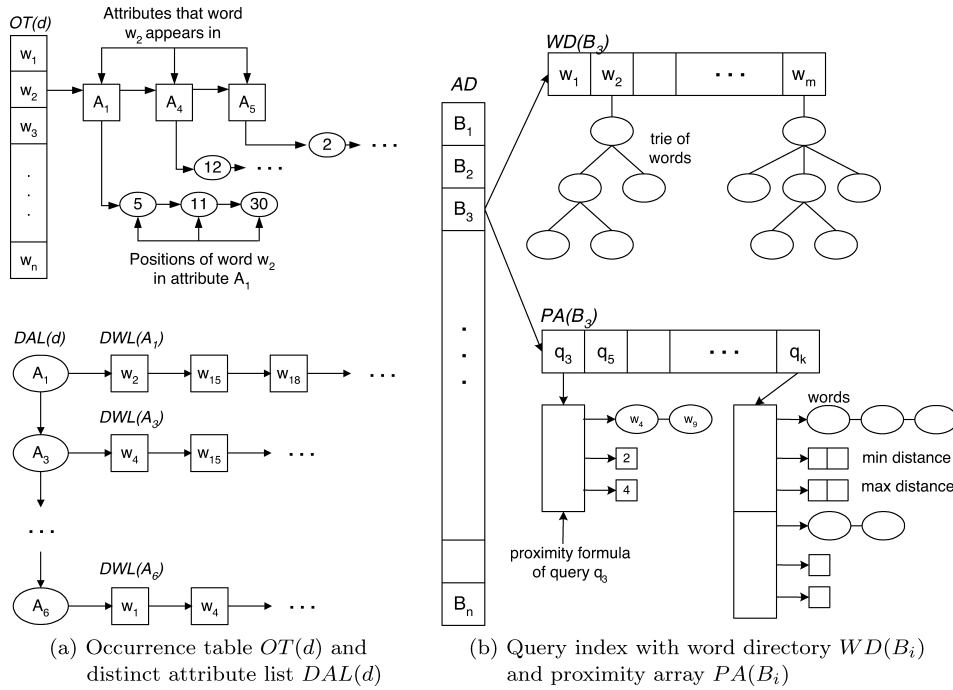 OT(d)
w1
w2
w3
.
.
.
wn
Attributes that word
w2 appears in
A1
A4
A5
2
...
12
...
5
11
30
Positions of word w2
in attribute A1
DAL(d)
A1
A3
...
A6
DWL(A1)
w2
w15
w18
...
DWL(A3)
w4
w15
...
DWL(A6)
w1
w4
...
(a) Occurrence table OT(d) and
distinct attribute list DAL(d)
AD
B1
B2
B3
.
.
.
Bn
WD(B3)
w1
w2
...
wm
trie of
words
PA(B3)
q3
q5
...
qk
w4
w9
2
4
proximity formula
of query q3
words
min distance
max distance
(b) Query index with word directory WD(Bi)
and proximity array PA(Bi)